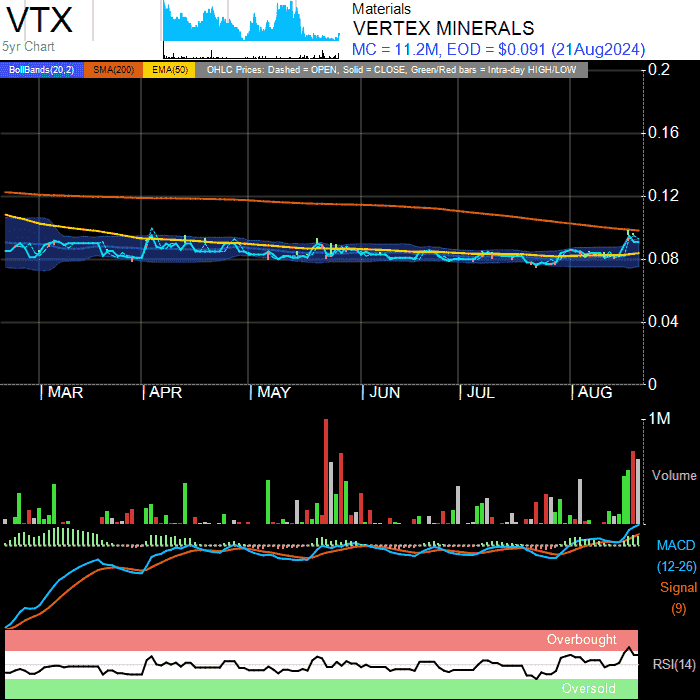 VTX
5yr Chart
Materials
VERTEX MINERALS
MC = 11.2M, EOD = $0.091 (21Aug2024)
BollBands(20,2) SMA(200) EMA(50) OHLC Prices: Dashed = OPEN, Solid = CLOSE, Green/Red bars = Intra-day HIGH/LOW
0.2
0.16
0.12
0.08
0.04
0
MAR APR MAY JUN JUL AUG
1M
Volume
MACD
(12-26)
Signal
(9)
Overbought
RSI(14)
Oversold